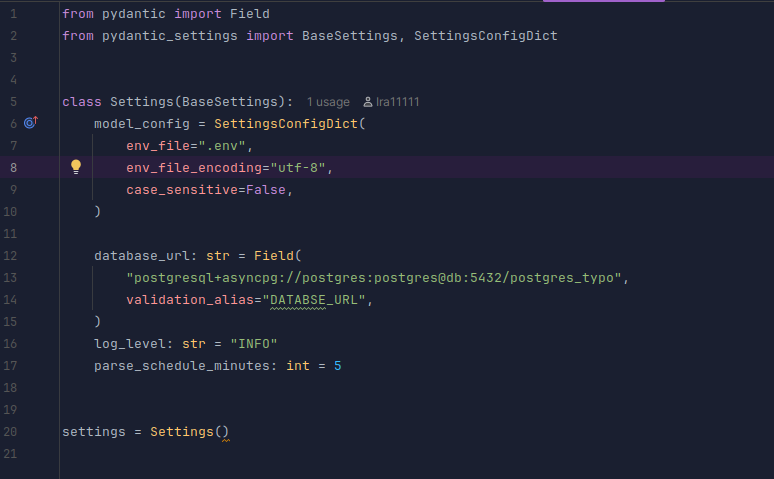 1 from pydantic import Field
2 from pydantic_settings import BaseSettings, SettingsConfigDict
3
4
5 class Settings(BaseSettings): 1 usage lra11111
6     model_config = SettingsConfigDict(
7         env_file=".env",
8         env_file_encoding="utf-8",
9         case_sensitive=False,
10     )
11
12     database_url: str = Field(
13         "postgresql+asyncpg://postgres:postgres@db:5432/postgres_typo",
14         validation_alias="DATABSE_URL",
15     )
16     log_level: str = "INFO"
17     parse_schedule_minutes: int = 5
18
19
20 settings = Settings()
21